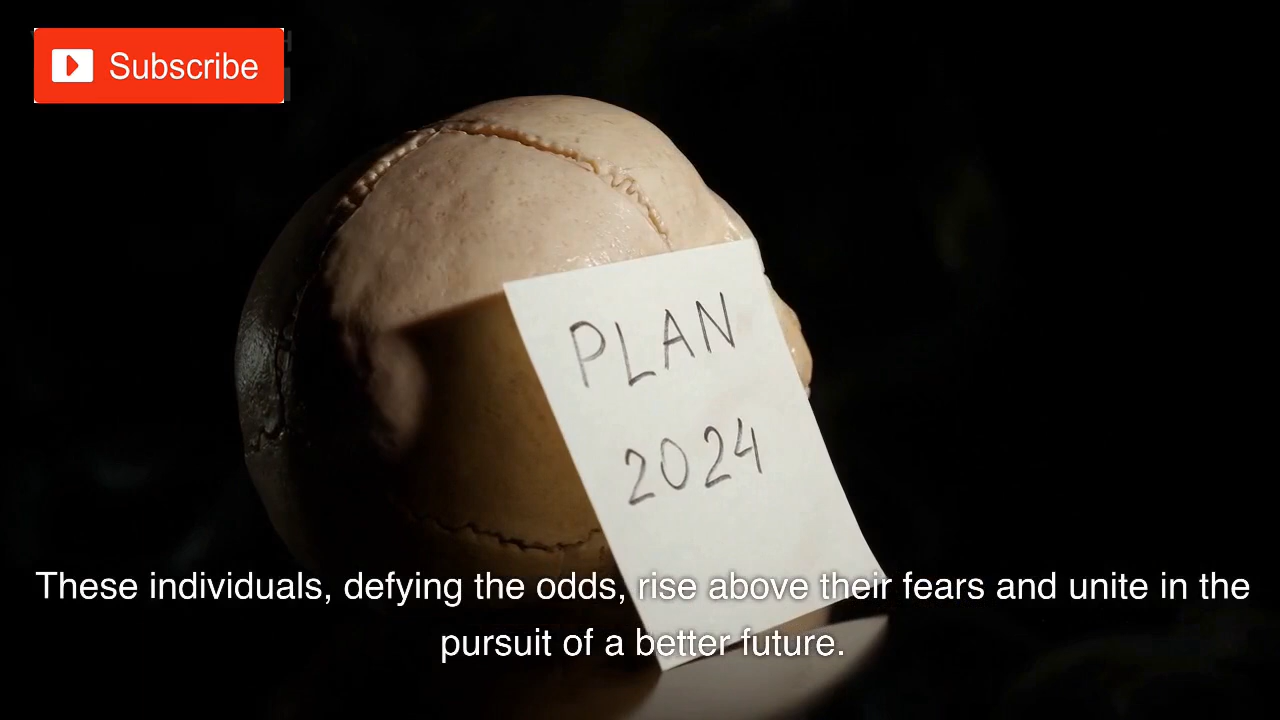 Subscribe
PLAN
2024
These individuals, defying the odds, rise above their fears and unite in the
pursuit of a better future.